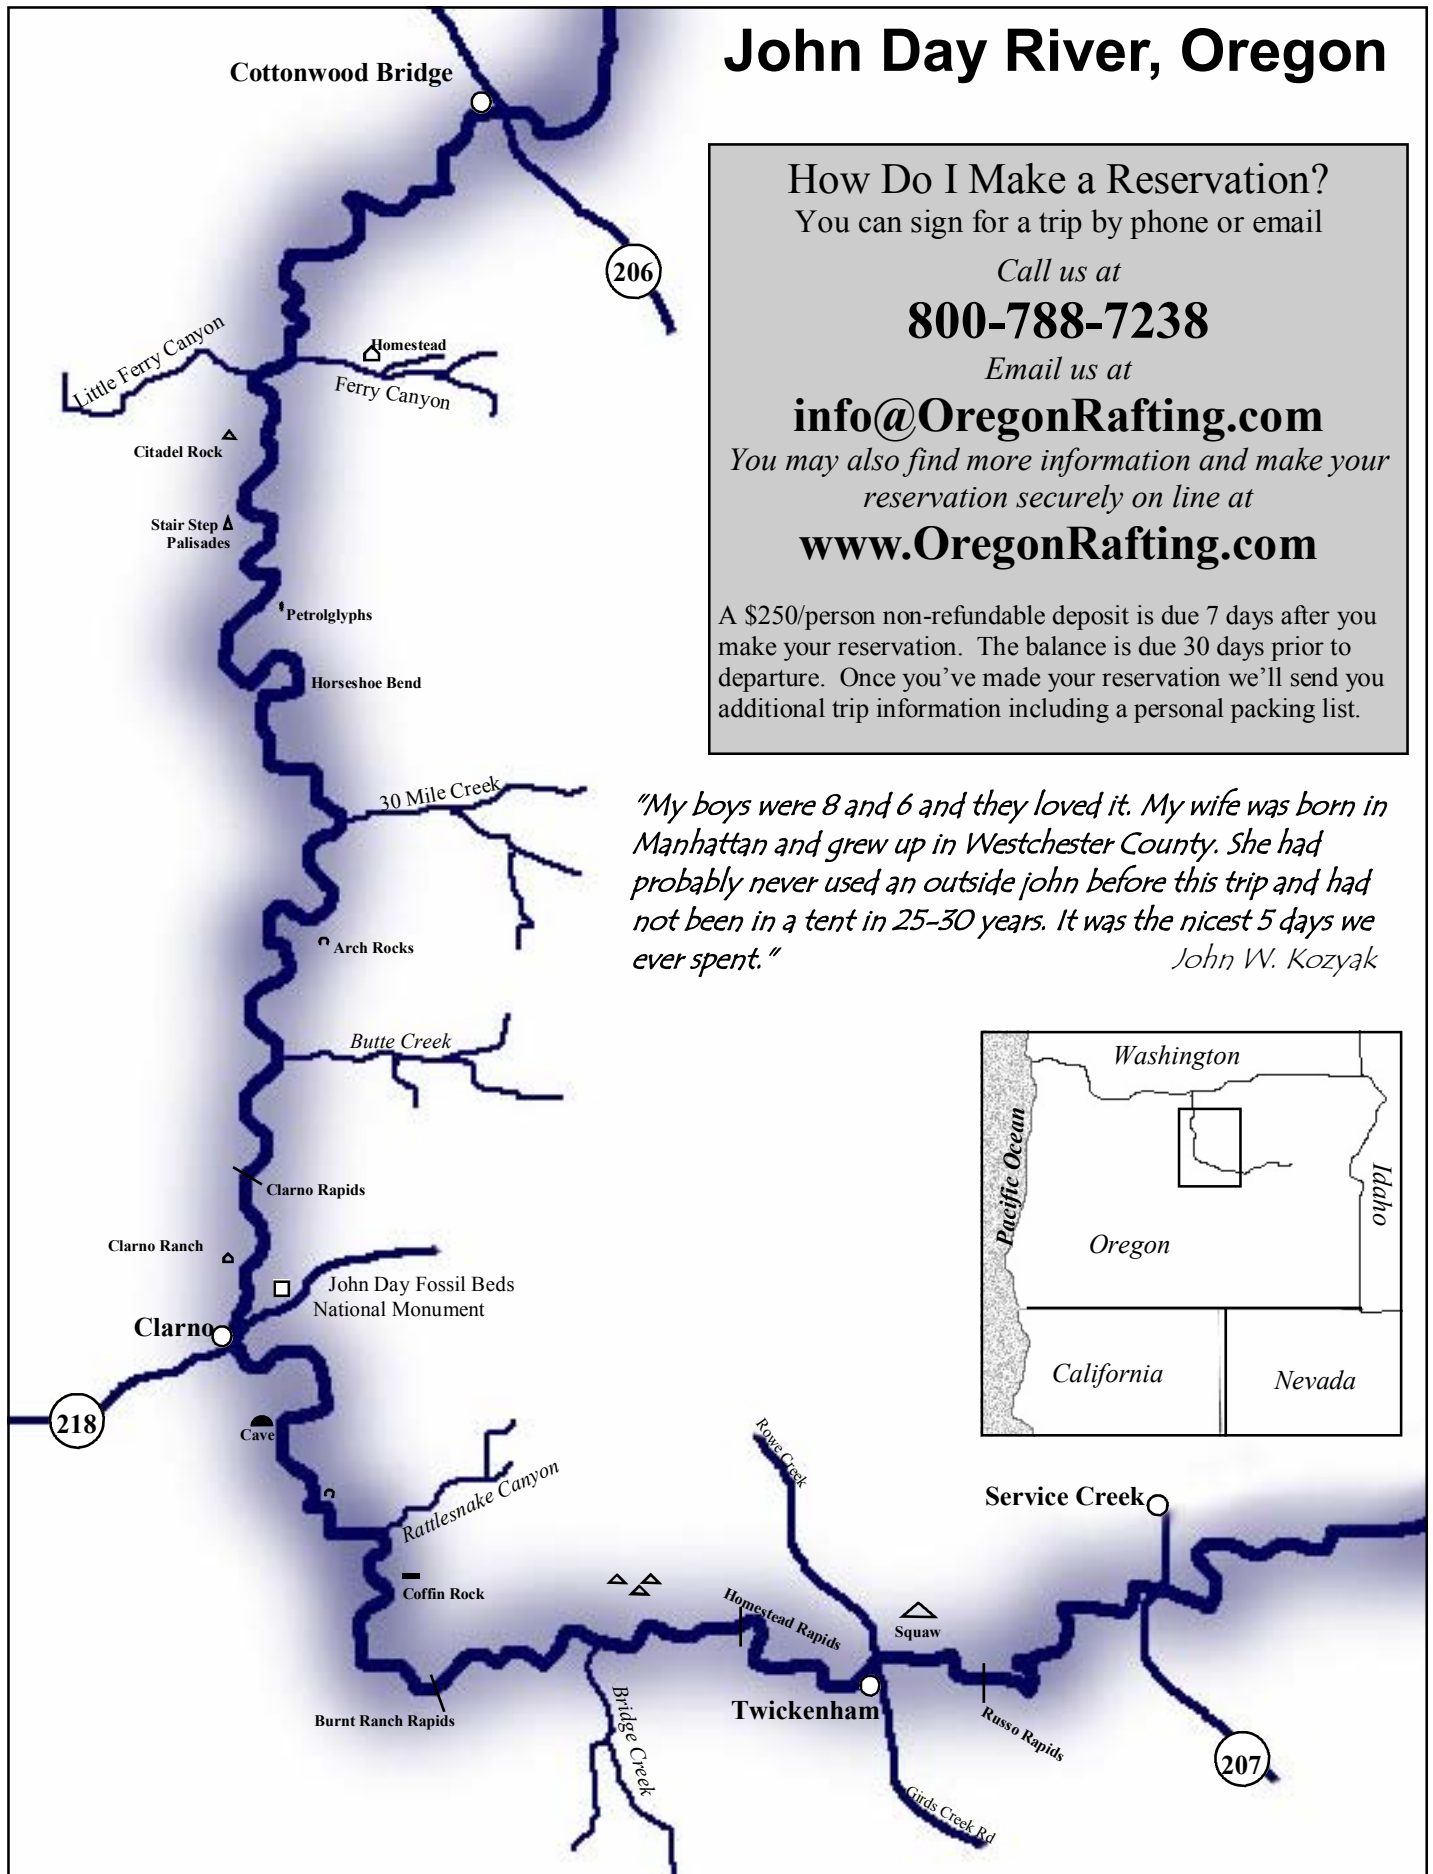 John Day River, Oregon
Cottonwood Bridge
206
How Do I Make a Reservation?
You can sign for a trip by phone or email
Call us at
800-788-7238
Email us at
info@OregonRafting.com
You may also find more information and make your
reservation securely on line at
www.OregonRafting.com
A $250/person non-refundable deposit is due 7 days after you
make your reservation.  The balance is due 30 days prior to
departure.  Once you've made your reservation we'll send you
additional trip information including a personal packing list.
Little Ferry Canyon
Homestead
Ferry Canyon
Citadel Rock
Stair Step
Palisades
Petrolglyphs
Horseshoe Bend
30 Mile Creek
"My boys were 8 and 6 and they loved it. My wife was born in
Manhattan and grew up in Westchester County. She had
probably never used an outside john before this trip and had
not been in a tent in 25-30 years. It was the nicest 5 days we
ever spent."
John W. Kozyak
Arch Rocks
Butte Creek
Clarno Rapids
Clarno Ranch
John Day Fossil Beds
National Monument
Clarno
218
Cave
Rattlesnake Canyon
Coffin Rock
Burnt Ranch Rapids
Bridge Creek
Homestead Rapids
Rowe Creek
Squaw
Twickenham
Girds Creek Rd
Russo Rapids
Service Creek
207
Washington
Pacific Ocean
Idaho
Oregon
California
Nevada